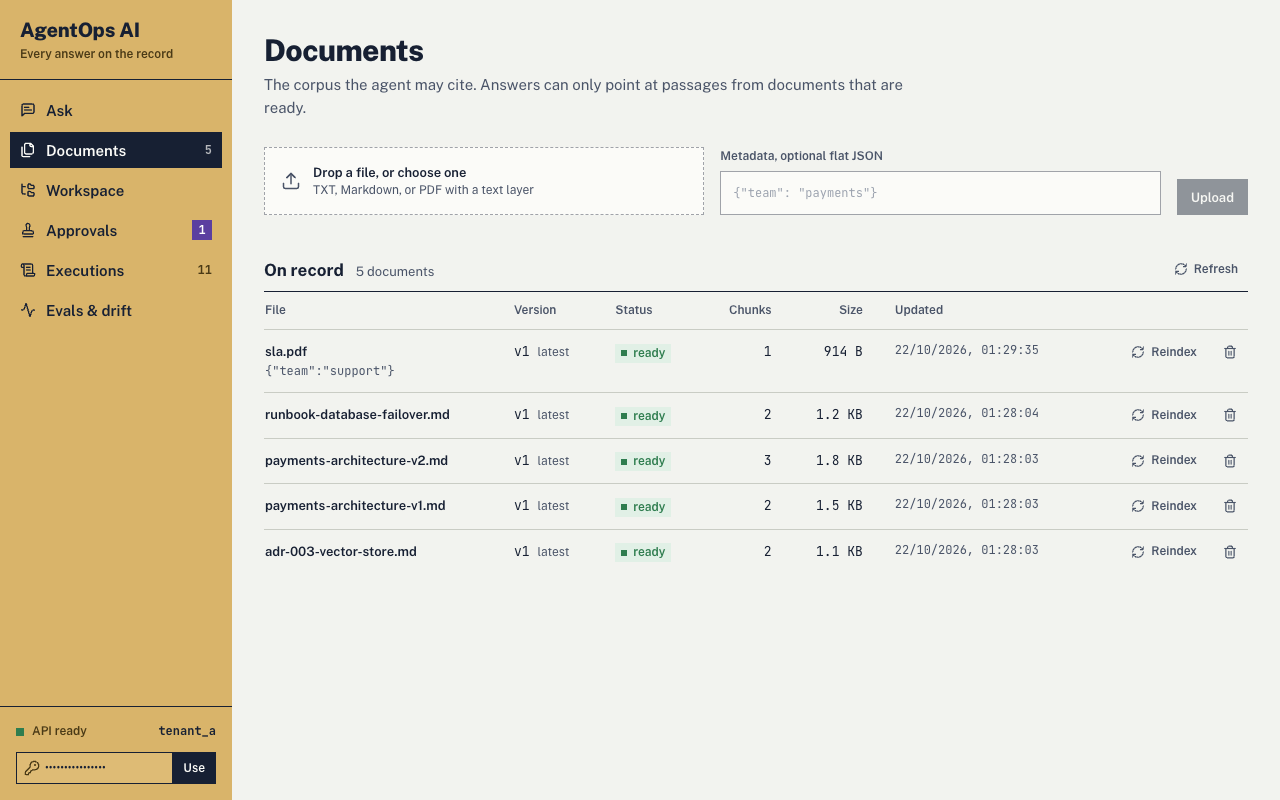 AgentOps AI
Every answer on the record
Ask
Documents 5
Workspace
Approvals 1
Executions 11
Evals & drift
API ready tenant_a
•••••••••••••••• Use
Documents
The corpus the agent may cite. Answers can only point at passages from documents that are
ready.
Drop a file, or choose one
TXT, Markdown, or PDF with a text layer
Metadata, optional flat JSON
{"team": "payments"}
Upload
On record 5 documents Refresh
File Version Status Chunks Size Updated
sla.pdf v1 latest ready 1 914 B 22/10/2026, 01:29:35 Reindex
{"team":"support"}
runbook-database-failover.md v1 latest ready 2 1.2 KB 22/10/2026, 01:28:04 Reindex
payments-architecture-v2.md v1 latest ready 3 1.8 KB 22/10/2026, 01:28:03 Reindex
payments-architecture-v1.md v1 latest ready 2 1.5 KB 22/10/2026, 01:28:03 Reindex
adr-003-vector-store.md v1 latest ready 2 1.1 KB 22/10/2026, 01:28:03 Reindex